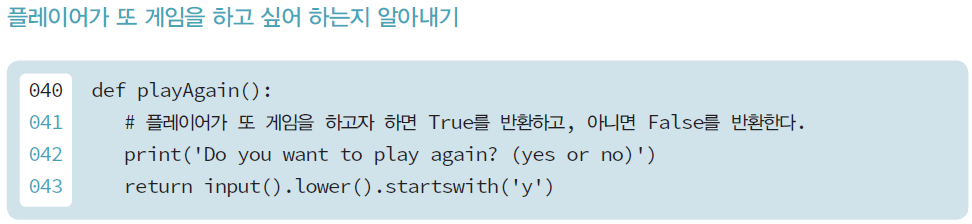 플레이어가 또 게임을 하고 싶어 하는지 알아내기
040 def playAgain():
041 # 플레이어가 또 게임을 하고자 하면 True를 반환하고, 아니면 False를 반환한다.
042 print('Do you want to play again? (yes or no)')
043 return input().lower().startswith('y')